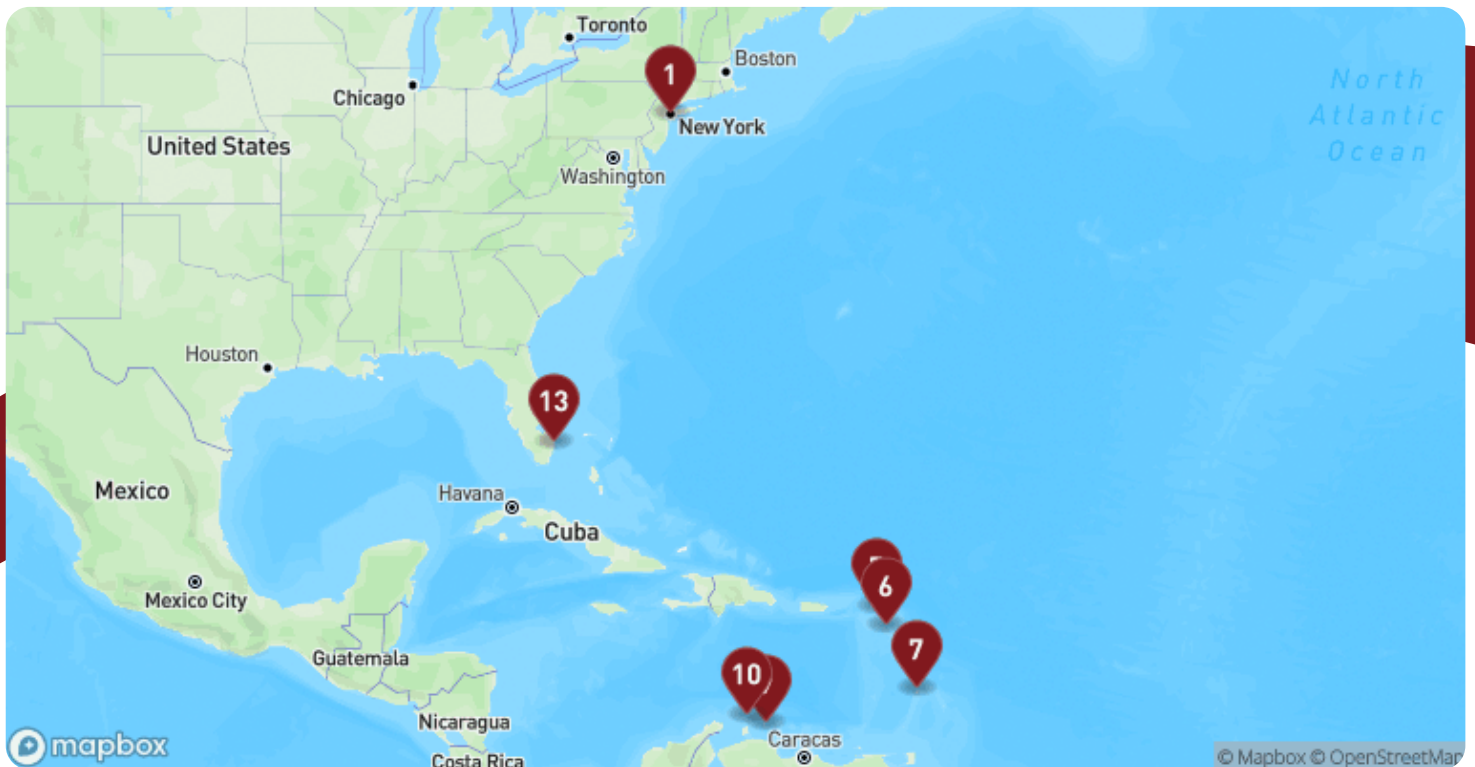 Toronto
1
Boston
Chicago
New York
North
Atlantic
Ocean
United States
Washington
Houston
13
Mexico
Havana
Cuba
6
Mexico City
7
Guatemala
10
Nicaragua
Caracas
mapbox
Costa Rica
© Mapbox © OpenStreetMap